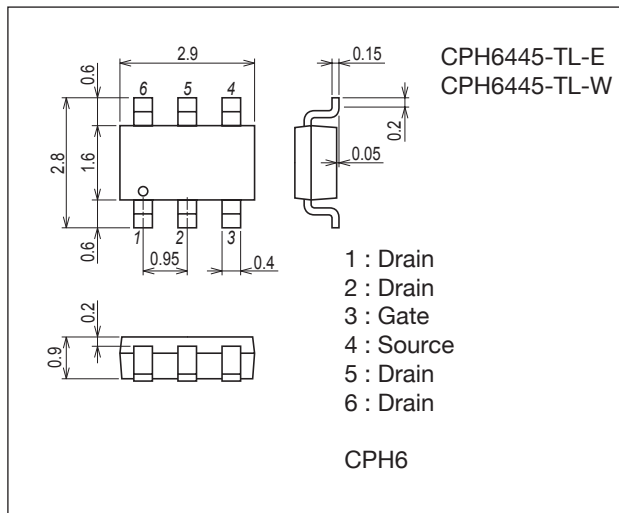 CPH6445-TL-E
CPH6445-TL-W
2.9
0.15
0.6
6 5 4
0.2
2.8
1.6
0.05
0.6
1 2 3
0.95
0.4
1 : Drain
2 : Drain
3 : Gate
4 : Source
5 : Drain
6 : Drain
0.2
0.9
CPH6